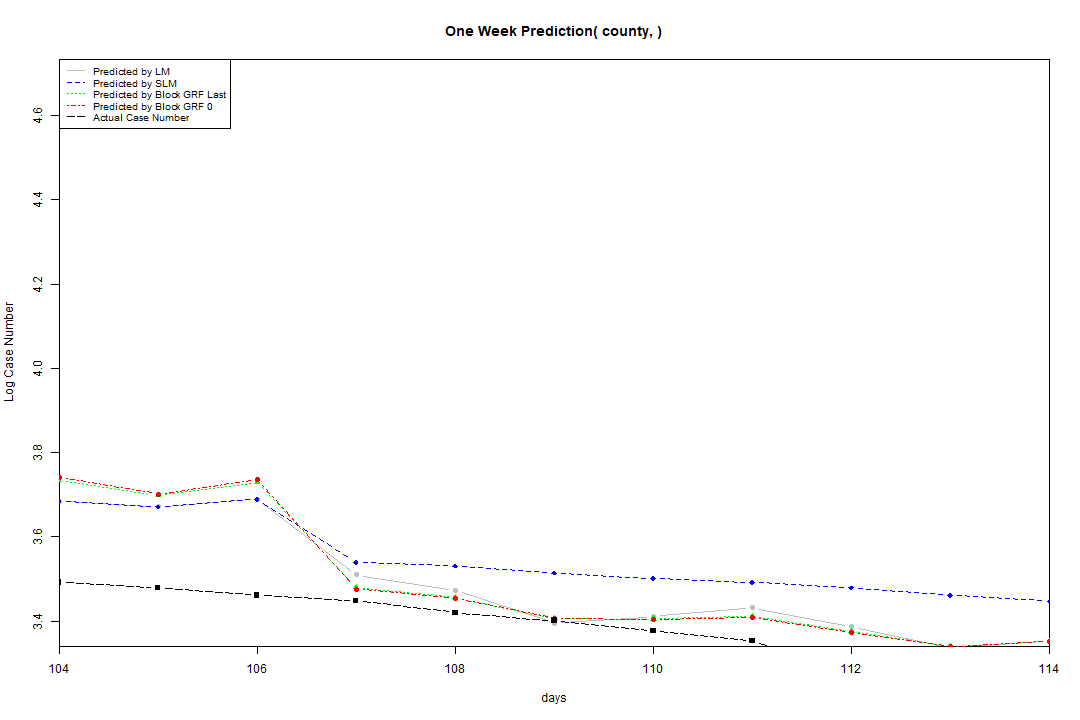 One Week Prediction( county, )
Predicted by LM
Predicted by SLM
Predicted by Block GRF Last
Predicted by Block GRF 0
Actual Case Number
Log Case Number
4.6
4.4
4.2
4.0
3.8
3.6
3.4
104 106 108 110 112 114
days